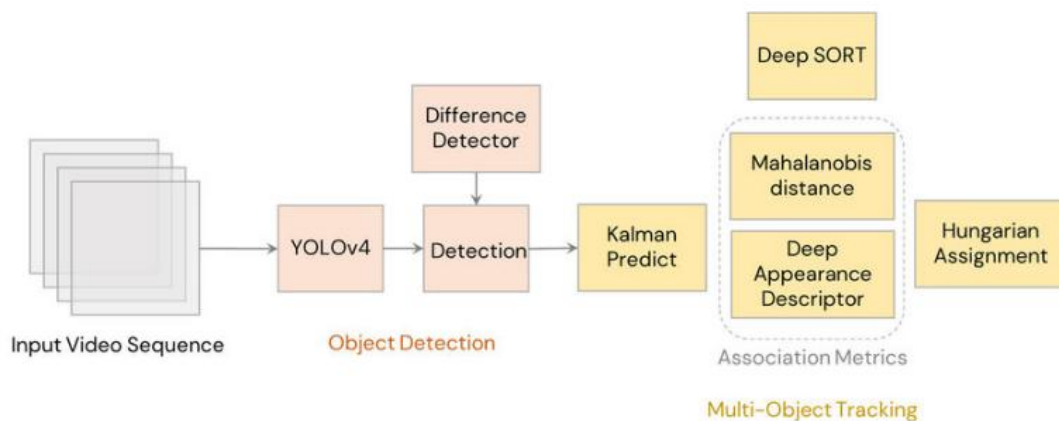 Deep SORT
Difference
Detector
Mahalanobis
distance
YOLOv4
Detection
Kalman
Predict
Deep
Appearance
Descriptor
Hungarian
Assignment
Input Video Sequence
Object Detection
Association Metrics
Multi-Object Tracking